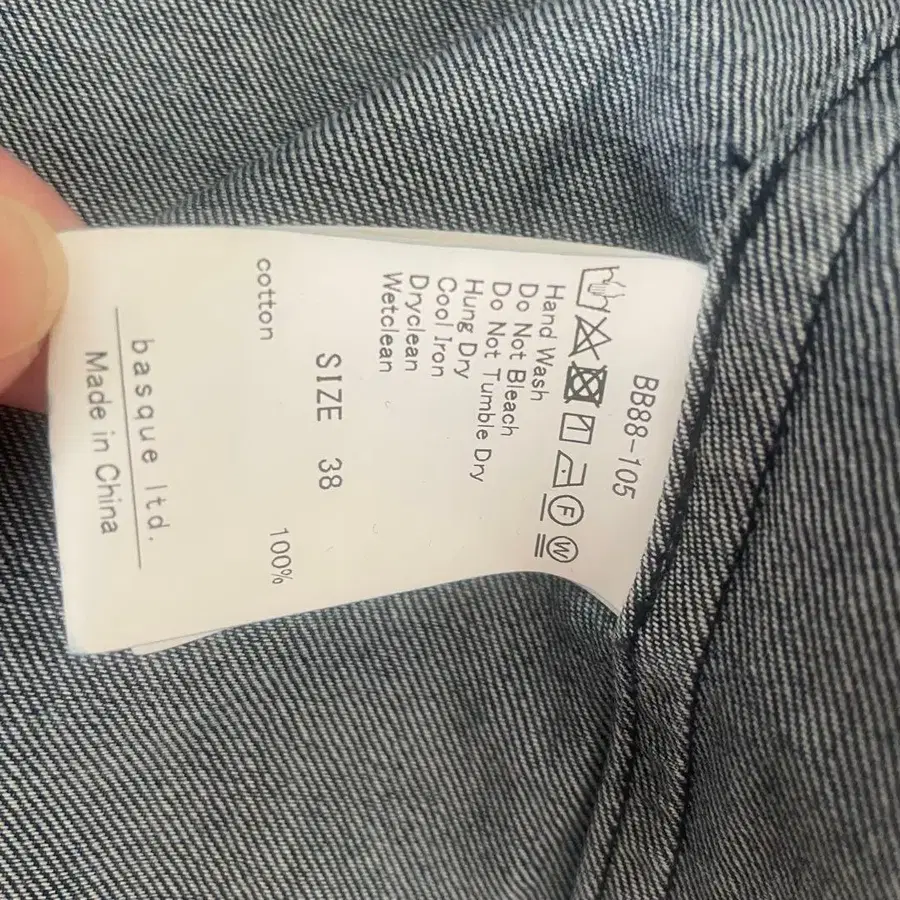 BB88-105
F W
Hand Wash
Do Not Bleach
Do Not Tumble Dry
Hung Dry
Cool Iron
Dryclean
Wetclean
SIZE 38
cotton 100%
basque ltd.
Made in China